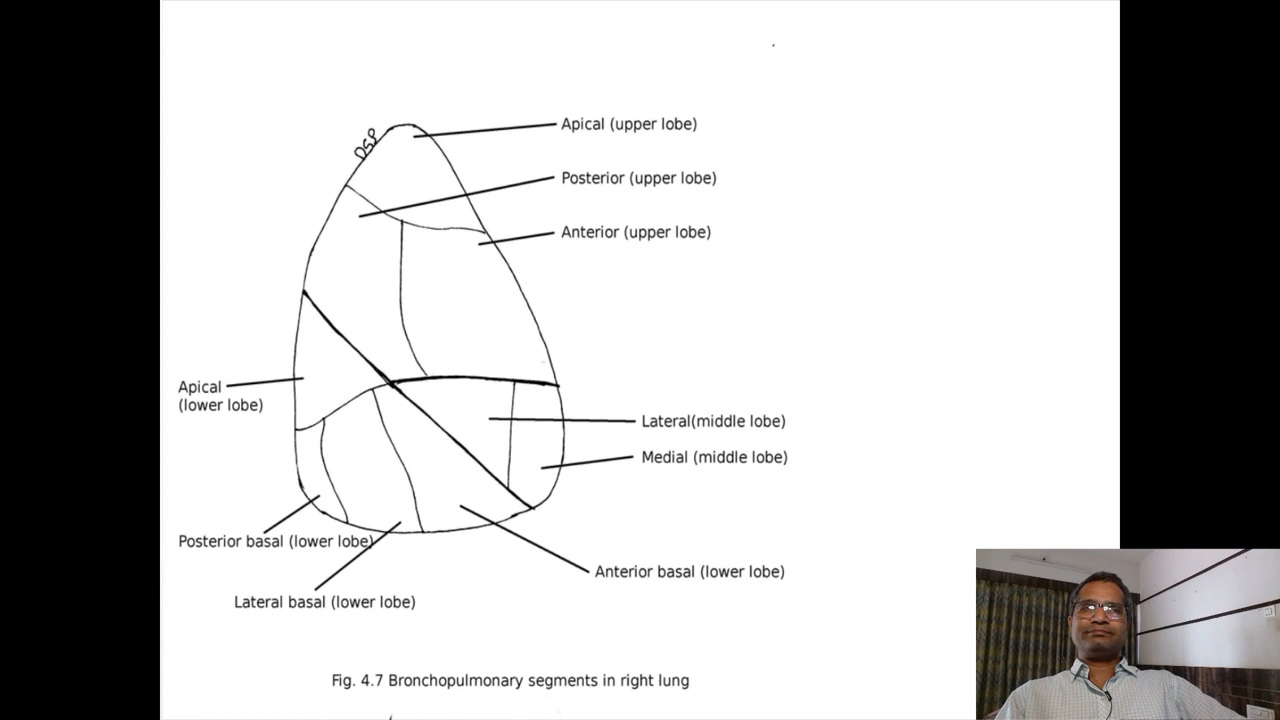 DSP
Apical (upper lobe)
Posterior (upper lobe)
Anterior (upper lobe)
Apical
(lower lobe)
Lateral(middle lobe)
Medial (middle lobe)
Posterior basal (lower lobe)
Anterior basal (lower lobe)
Lateral basal (lower lobe)
Fig. 4.7 Bronchopulmonary segments in right lung